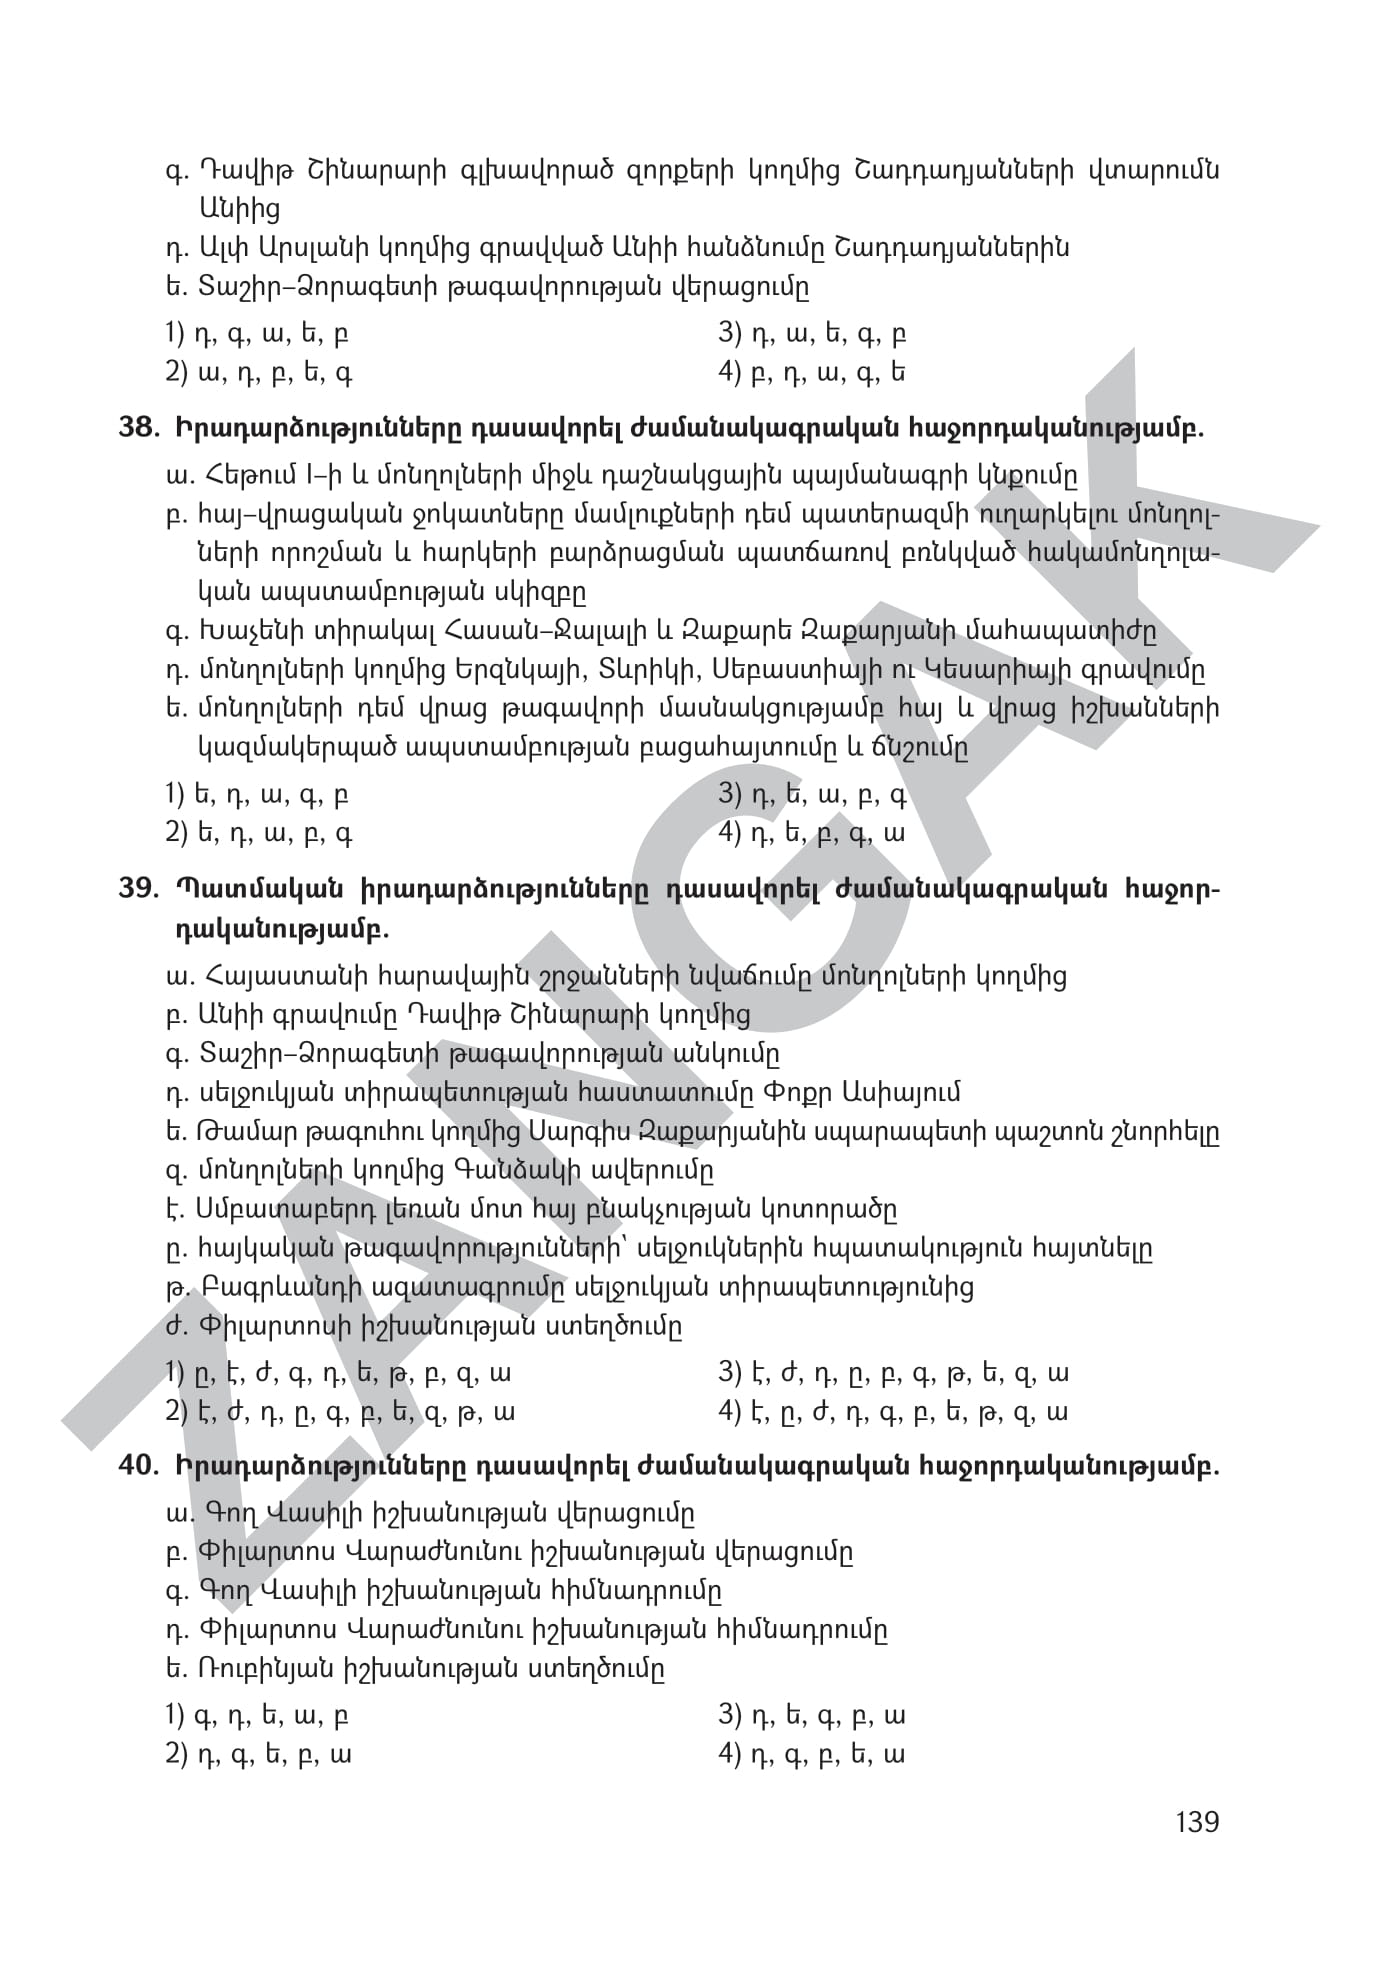 գ. Դավիթ Շինարարի գլխավորած զորքերի կողմից Շադդադյանների վտարումն
Անիից
դ. Ալփ Արսլանի կողմից գրավված Անիի հանձնումը Շադդադյաններին
ե. Տաշիր–Ձորագետի թագավորության վերացումը
1) դ, գ, ա, ե, բ
3) դ, ա, ե, գ, բ
2) ա, դ, բ, ե, գ
4) բ, դ, ա, գ, ե
38. Իրադարձությունները դասավորել ժամանակագրական հաջորդականությամբ.
ա. Հեթում I–ի և մոնղոլների միջև դաշնակցային պայմանագրի կնքումը
բ. հայ–վրացական ջոկատները մամլուքների դեմ պատերազմի ուղարկելու մոնղոլ-
ների որոշման և հարկերի բարձրացման պատճառով բռնկված հակամոնղոլա-
կան ապստամբության սկիզբը
գ. Խաչենի տիրակալ Հասան–Ջալալի և Զաքարե Զաքարյանի մահապատիժը
դ. մոնղոլների կողմից Երզնկայի, Տևրիկի, Սեբաստիայի ու Կեսարիայի գրավումը
ե. մոնղոլների դեմ վրաց թագավորի մասնակցությամբ հայ և վրաց իշխանների
կազմակերպած ապստամբության բացահայտումը և ճնշումը
1) ե, դ, ա, գ, բ
3) դ, ե, ա, բ, գ
2) ե, դ, ա, բ, գ
4) դ, ե, բ, գ, ա
39. Պատմական իրադարձությունները դասավորել ժամանակագրական հաջոր-
դականությամբ.
ա. Հայաստանի հարավային շրջանների նվաճումը մոնղոլների կողմից
բ. Անիի գրավումը Դավիթ Շինարարի կողմից
գ. Տաշիր–Ձորագետի թագավորության անկումը
դ. սելջուկյան տիրապետության հաստատումը Փոքր Ասիայում
ե. Թամար թագուհու կողմից Սարգիս Զաքարյանին սպարապետի պաշտոն շնորհելը
զ. մոնղոլների կողմից Գանձակի ավերումը
է. Սմբատաբերդ լեռան մոտ հայ բնակչության կոտորածը
ը. հայկական թագավորությունների՝ սելջուկներին հպատակություն հայտնելը
թ. Բագրևանդի ազատագրումը սելջուկյան տիրապետությունից
ժ. Փիլարտոսի իշխանության ստեղծումը
1) ը, է, ժ, գ, դ, ե, թ, բ, զ, ա
3) է, ժ, դ, ը, բ, գ, թ, ե, զ, ա
2) է, ժ, դ, ը, գ, բ, ե, զ, թ, ա
4) է, ը, ժ, դ, գ, բ, ե, թ, զ, ա
40. Իրադարձությունները դասավորել ժամանակագրական հաջորդականությամբ.
ա. Գող Վասիլի իշխանության վերացումը
բ. Փիլարտոս Վարաժնունու իշխանության վերացումը
գ. Գող Վասիլի իշխանության հիմնադրումը
դ. Փիլարտոս Վարաժնունու իշխանության հիմնադրումը
ե. Ռուբինյան իշխանության ստեղծումը
1) գ, դ, ե, ա, բ
3) դ, ե, գ, բ, ա
2) դ, գ, ե, բ, ա
4) դ, գ, բ, ե, ա
139
ZANGAK